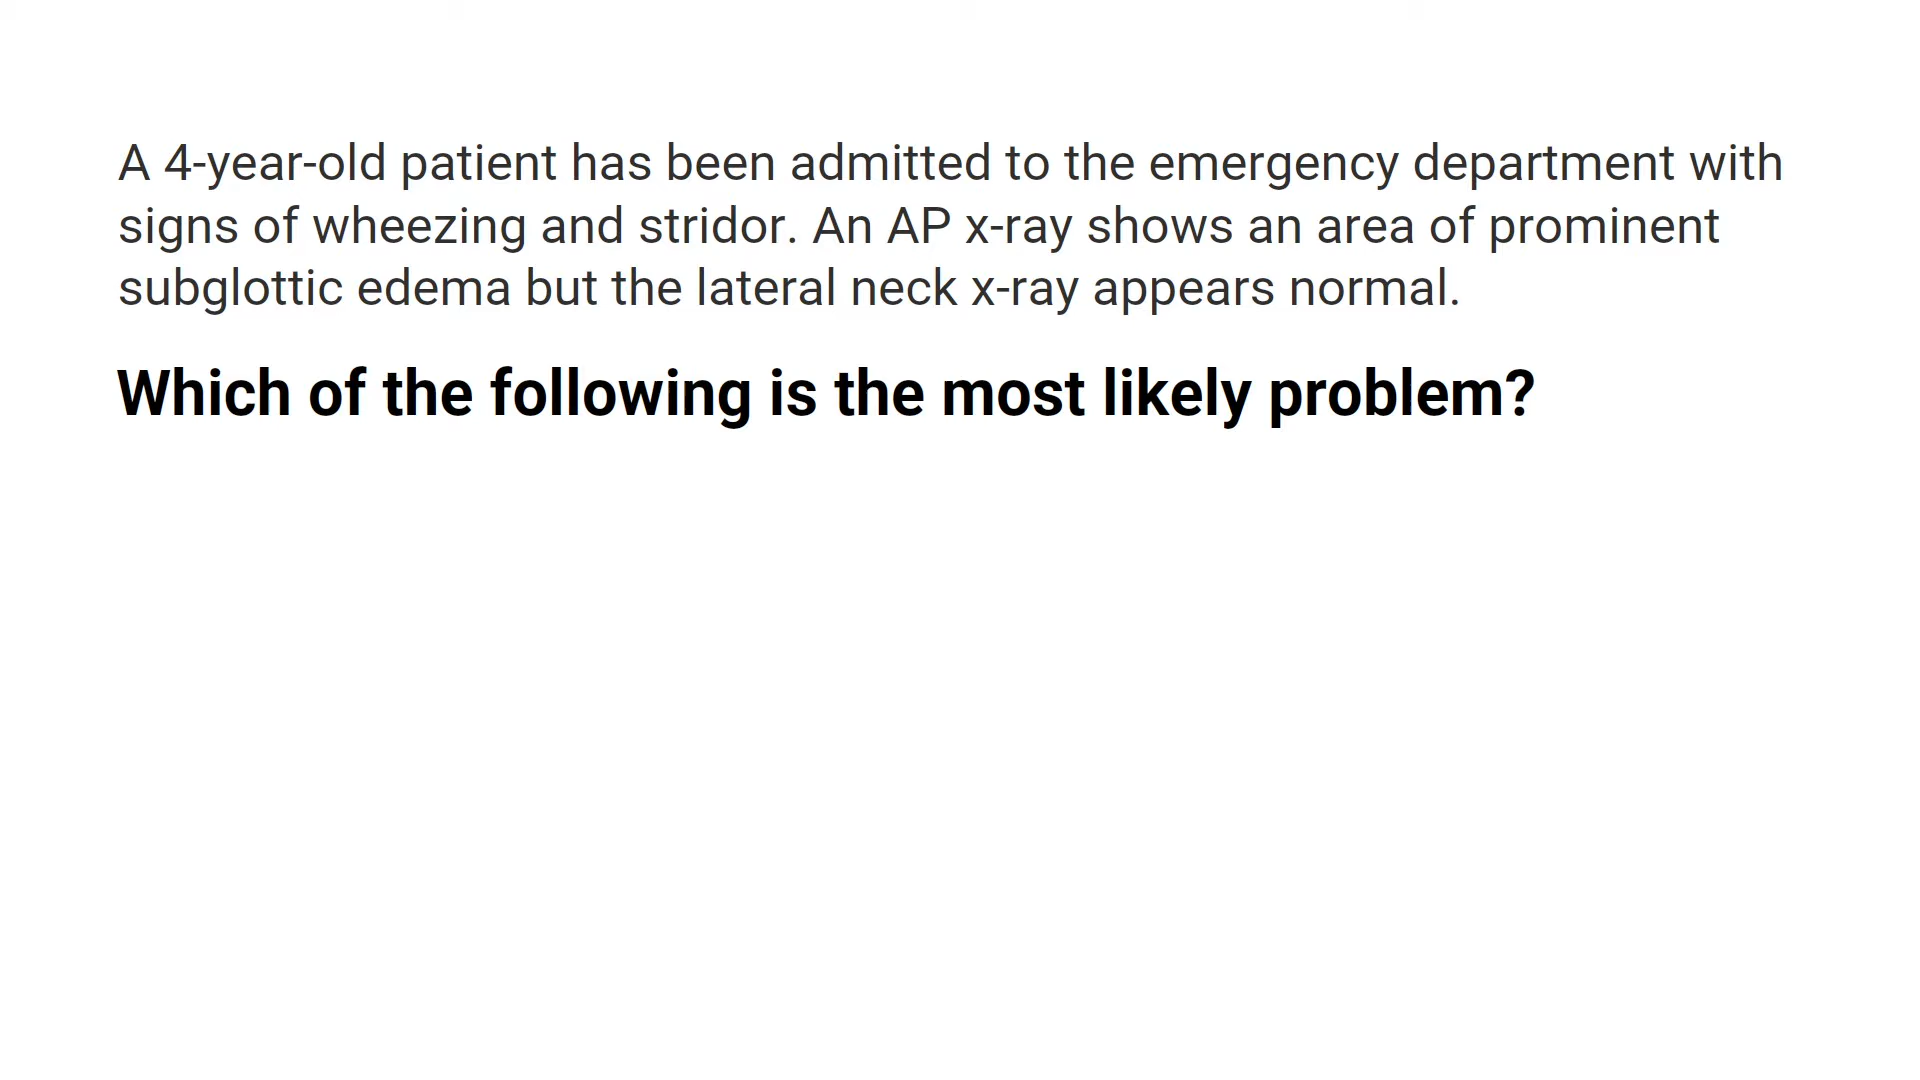 A 4-year-old patient has been admitted to the emergency department with
signs of wheezing and stridor. An AP x-ray shows an area of prominent
subglottic edema but the lateral neck x-ray appears normal.
Which of the following is the most likely problem?